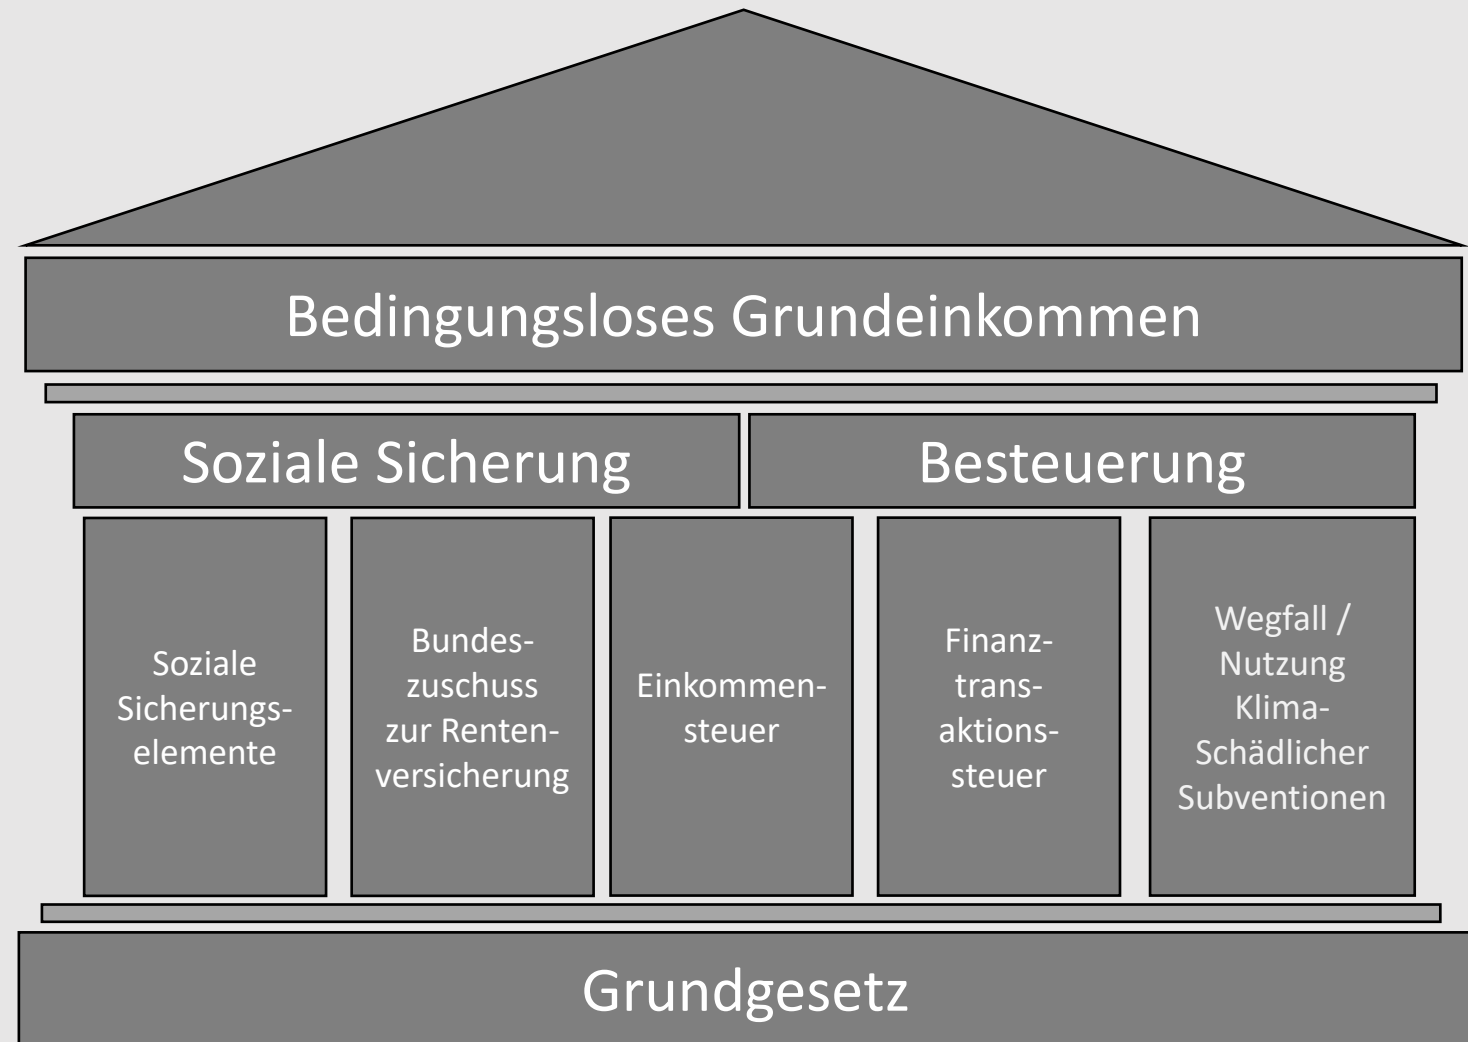 Bedingungsloses Grundeinkommen
Soziale Sicherung
Besteuerung
Soziale
Sicherungs-
elemente
Bundes-
zuschuss
zur Renten-
versicherung
Einkommen-
steuer
Finanz-
trans-
aktions-
steuer
Wegfall /
Nutzung
Klima-
Schädlicher
Subventionen
Grundgesetz